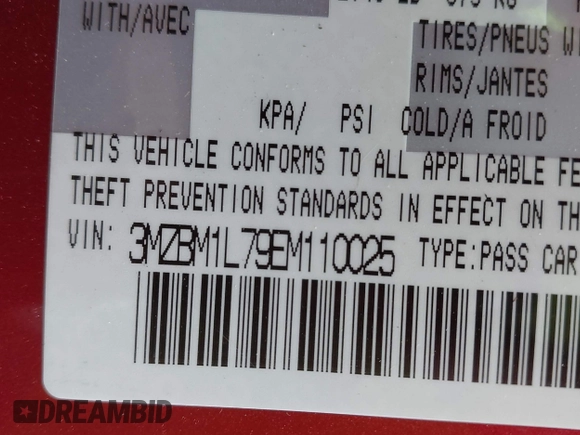 WITH/AVEC
TIRES/PNEUS
RIMS/JANTES
KPA/ PSI COLD/A FROID
THIS VEHICLE CONFORMS TO ALL APPLICABLE
THEFT PREVENTION STANDARDS IN EFFECT ON
VIN: 3MZBM1L79EM110025 TYPE:PASS CAR
DREAMBID